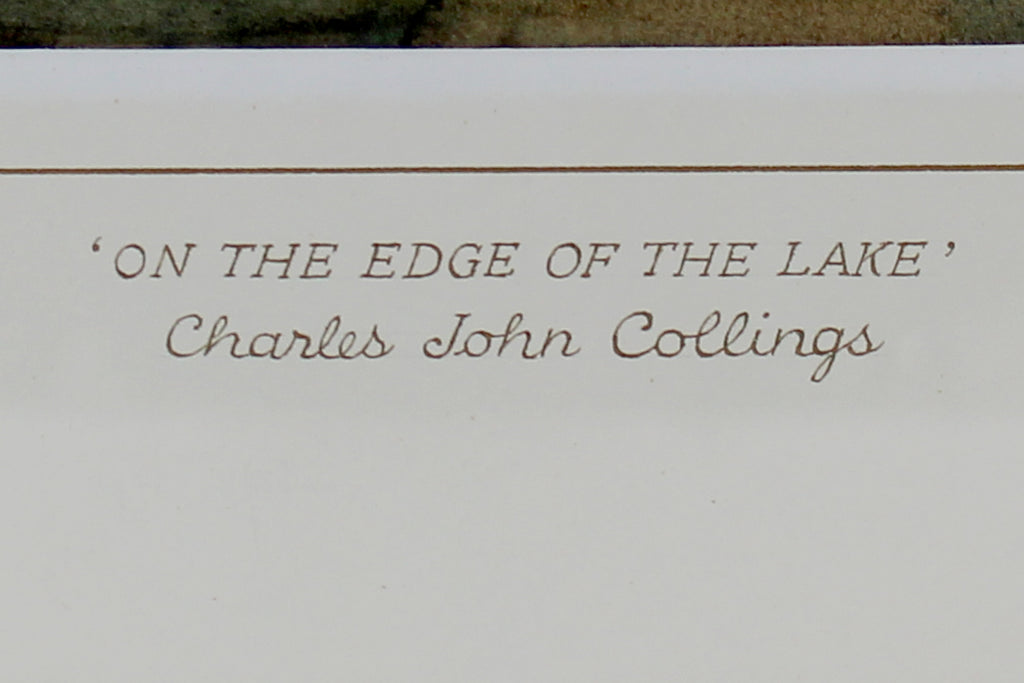 ‘ON THE EDGE OF THE LAKE’
Charles John Collings